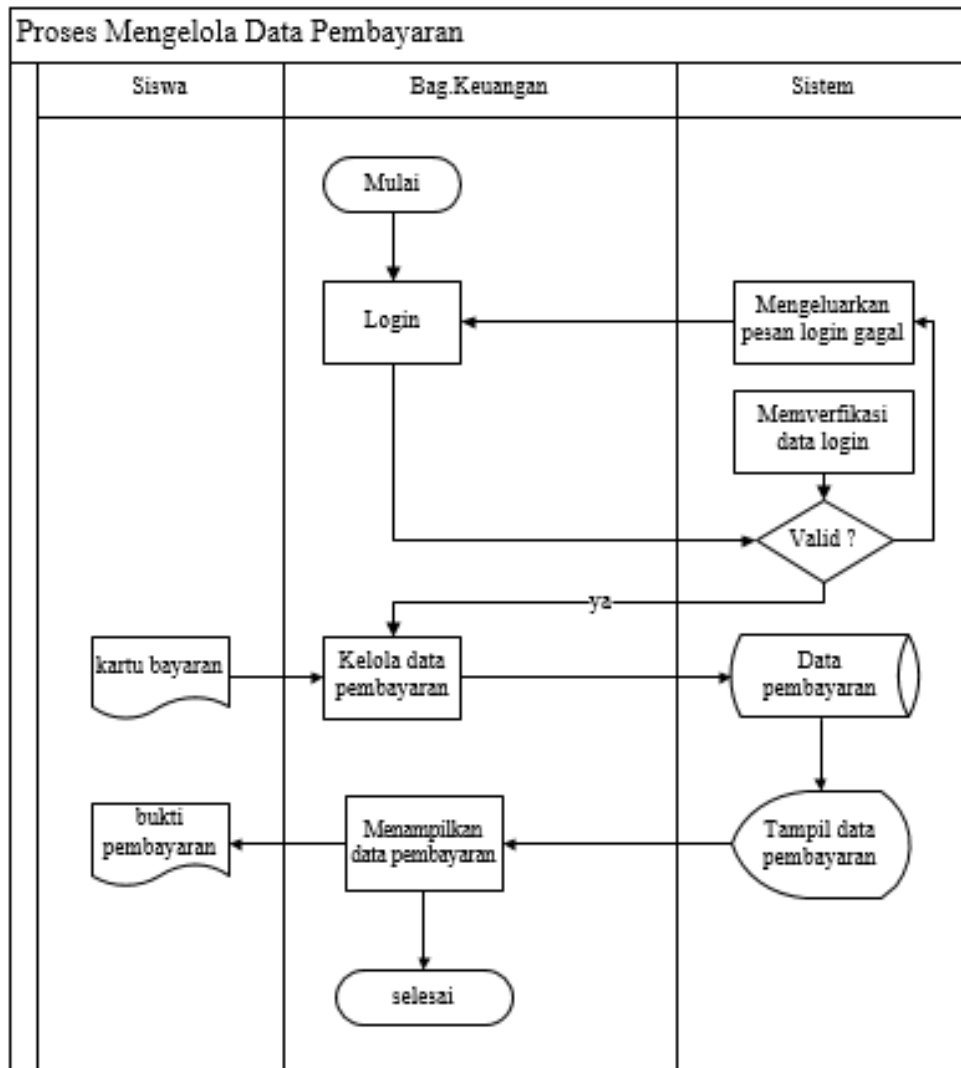 Proses Mengelola Data Pembayaran
Siswa
Bag.Keuangan
Sistem
Mulai
Login
Mengeluarkan
pesan login gagal
Memverfikasi
data login
Valid ?
ya
kartu bayaran
Kelola data
pembayaran
Data
pembayaran
bukti
pembayaran
Menampilkan
data pembayaran
Tampil data
pembayaran
selesai